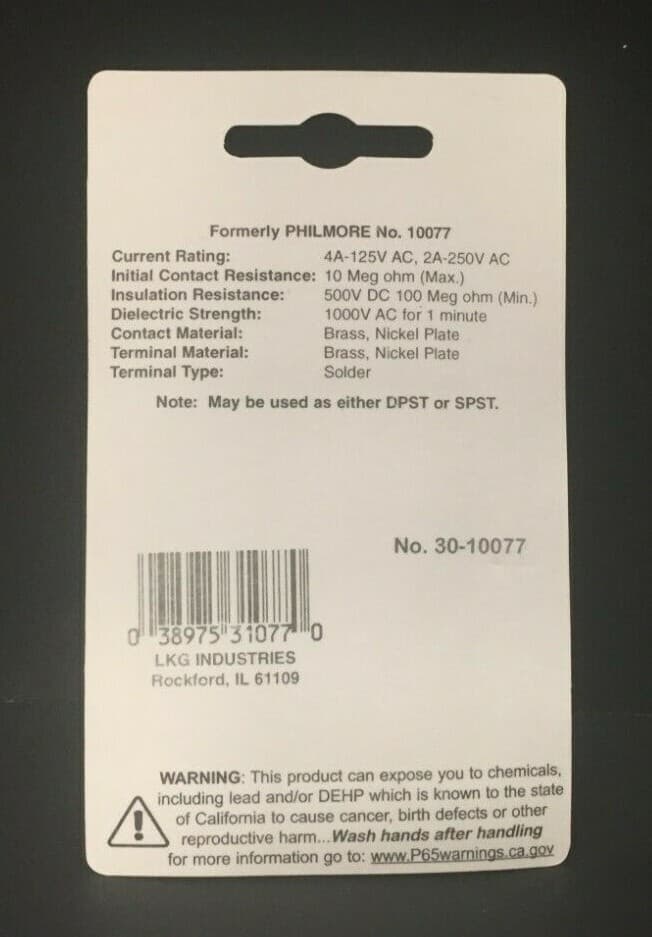 Formerly PHILMORE No. 10077
Current Rating: 4A-125V AC, 2A-250V AC
Initial Contact Resistance: 10 Meg ohm (Max.)
Insulation Resistance: 500V DC 100 Meg ohm (Min.)
Dielectric Strength: 1000V AC for 1 minute
Contact Material: Brass, Nickel Plate
Terminal Material: Brass, Nickel Plate
Terminal Type: Solder
Note: May be used as either DPST or SPST.
No. 30-10077
0 38975 31077 0
LKG INDUSTRIES
Rockford, IL 61109
WARNING: This product can expose you to chemicals,
including lead and/or DEHP which is known to the state
of California to cause cancer, birth defects or other
reproductive harm...Wash hands after handling
for more information go to: www.P65warnings.ca.gov